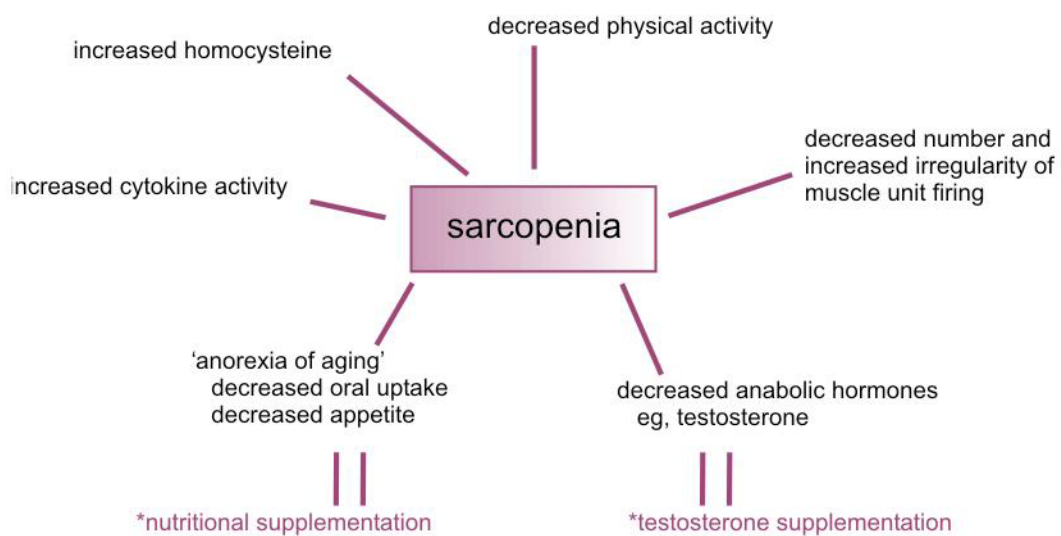 decreased physical activity
increased homocysteine
decreased number and
increased irregularity of
muscle unit firing
increased cytokine activity
sarcopenia
‘anorexia of aging’
decreased oral uptake
decreased appetite
decreased anabolic hormones
eg, testosterone
*nutritional supplementation
*testosterone supplementation